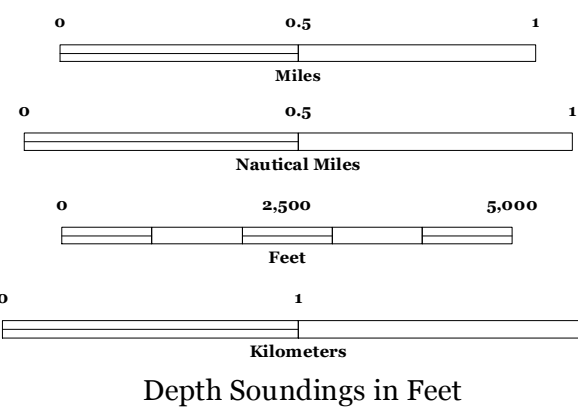 0 0.5 1
Miles
0 0.5 1
Nautical Miles
0 2,500 5,000
Feet
0 1
Kilometers
Depth Soundings in Feet